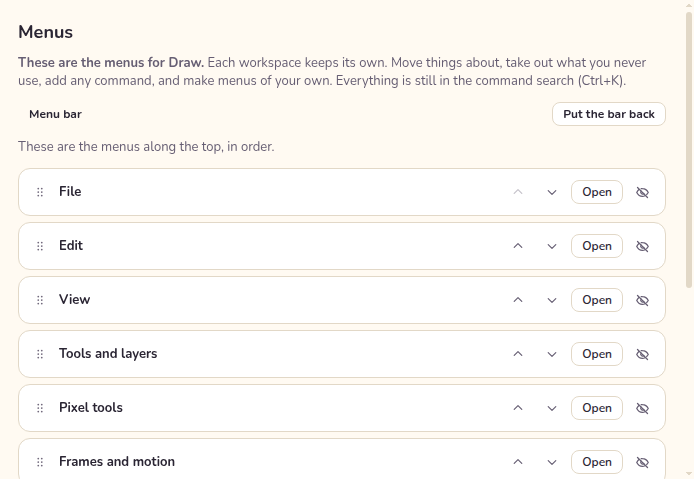 Menus
These are the menus for Draw. Each workspace keeps its own. Move things about, take out what you never
use, add any command, and make menus of your own. Everything is still in the command search (Ctrl+K).
Menu bar
Put the bar back
These are the menus along the top, in order.
File
Open
Edit
Open
View
Open
Tools and layers
Open
Pixel tools
Open
Frames and motion
Open